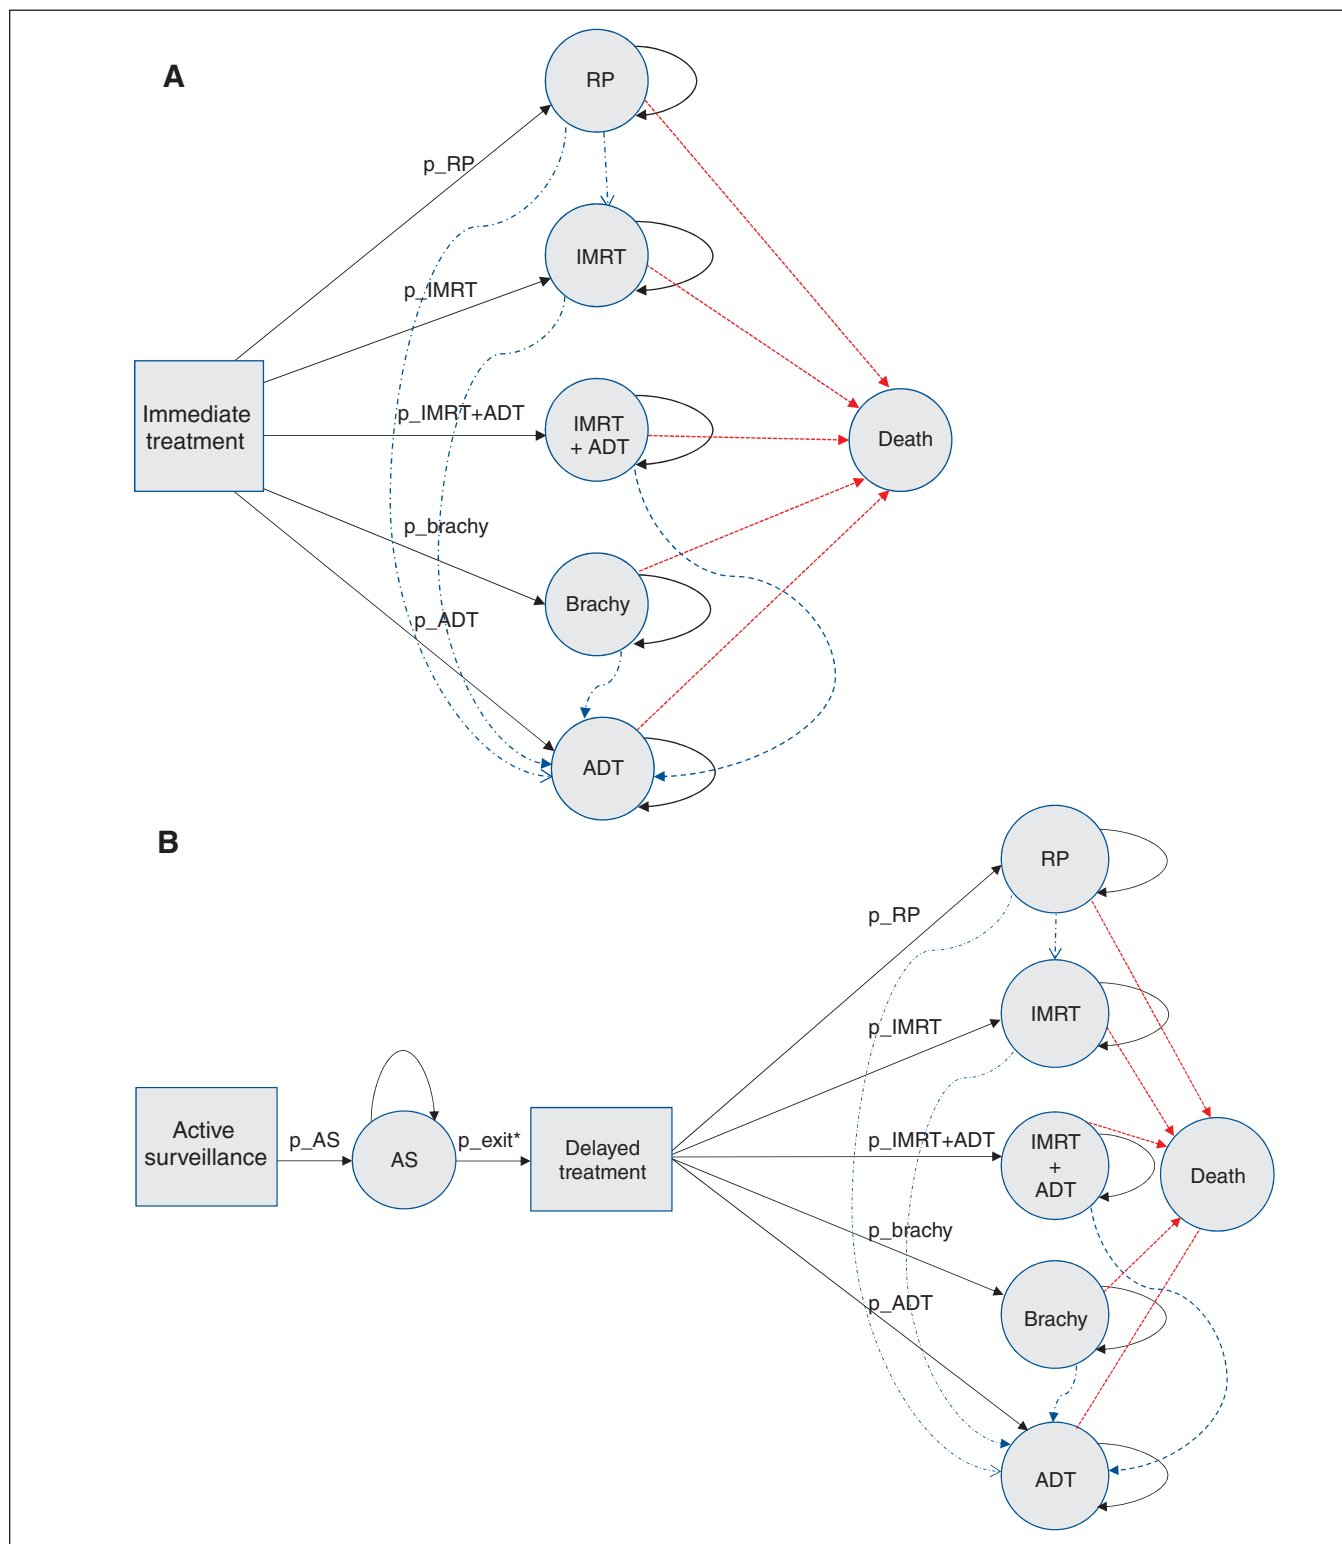 A
RP
p_RP
IMRT
p_IMRT
Immediate
treatment
p_IMRT+ADT
IMRT
+ ADT
Death
p_brachy
Brachy
p_ADT
ADT
B
RP
p_RP
IMRT
p_IMRT
Active
surveillance
p_AS
AS
p_exit*
Delayed
treatment
p_IMRT+ADT
IMRT
+
ADT
Death
p_brachy
Brachy
p_ADT
ADT